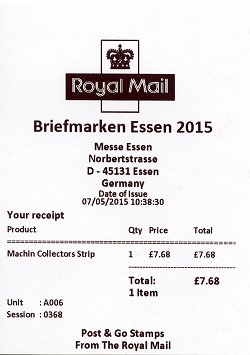 Royal Mail
Briefmarken Essen 2015
Messe Essen
Norbertstrasse
D - 45131 Essen
Germany
Date of Issue
07/05/2015 10:38:30
Your receipt
Product Qty Price Total
Machin Collectors Strip 1 £7.68 £7.68
Total: £7.68
1 Item
Unit : A006
Session : 0368
Post & Go Stamps
From The Royal Mail